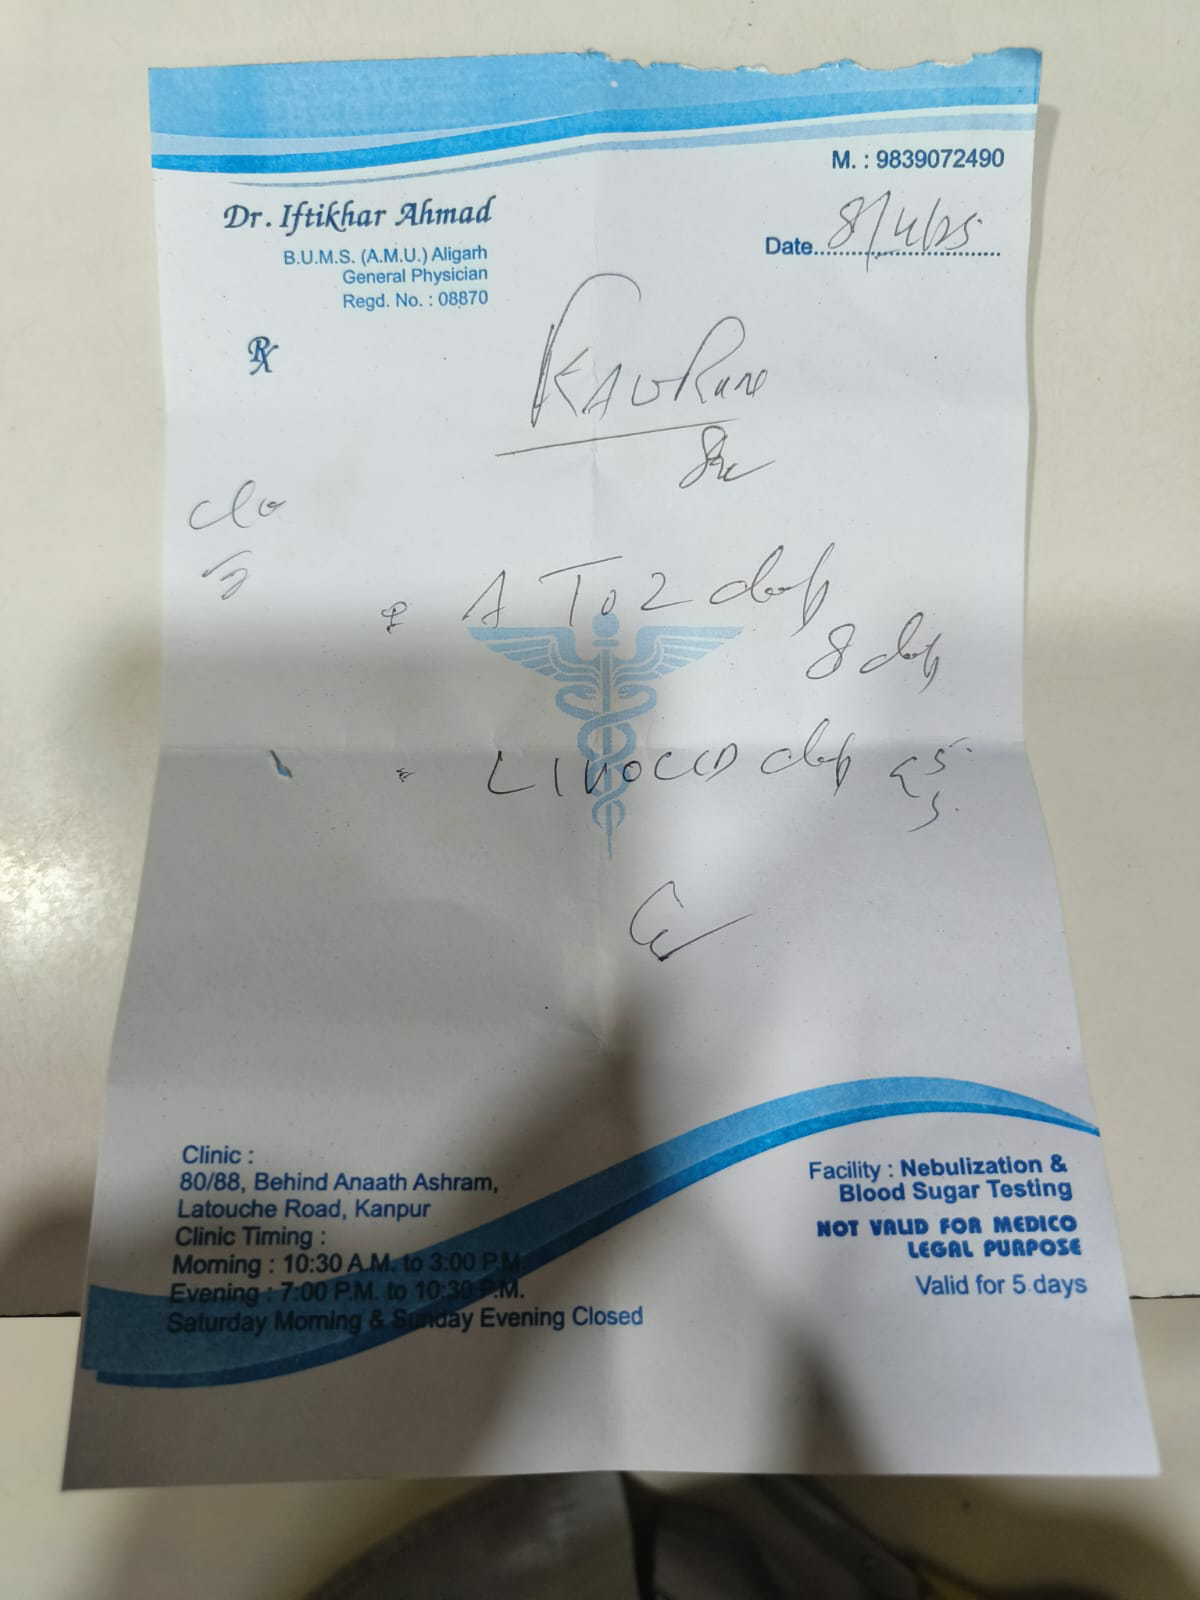 M. : 9839072490
Dr. Iftikhar Ahmad
B.U.M.S. (A.M.U.) Aligarh
General Physician
Regd. No. : 08870
Date 8/4/25
Rx
c/o
A To Z drop
8 drop
drop
Clinic :
80/88, Behind Anaath Ashram,
Latouche Road, Kanpur
Clinic Timing :
Morning : 10:30 A.M. to 3:00 P.M.
Evening : 7:00 P.M. to 10:30 P.M.
Saturday Morning & Sunday Evening Closed
Facility : Nebulization &
Blood Sugar Testing
NOT VALID FOR MEDICO
LEGAL PURPOSE
Valid for 5 days